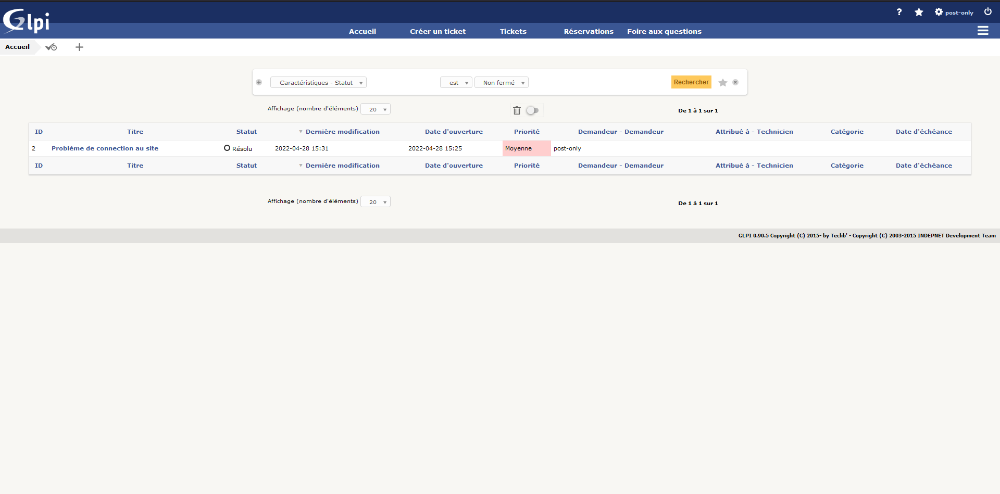 Glpi
? post-only
Accueil Créer un ticket Tickets Réservations Foire aux questions
Accueil
Caractéristiques - Statut est Non fermé Rechercher
Affichage (nombre d'éléments) 20 De 1 à 1 sur 1
ID Titre Statut Dernière modification Date d'ouverture Priorité Demandeur - Demandeur Attribué à - Technicien Catégorie Date d'échéance
2 Problème de connection au site Résolu 2022-04-28 15:31 2022-04-28 15:25 Moyenne post-only
ID Titre Statut Dernière modification Date d'ouverture Priorité Demandeur - Demandeur Attribué à - Technicien Catégorie Date d'échéance
Affichage (nombre d'éléments) 20 De 1 à 1 sur 1
GLPI 0.90.5 Copyright (C) 2015- by Teclib' - Copyright (C) 2003-2015 INDEPNET Development Team